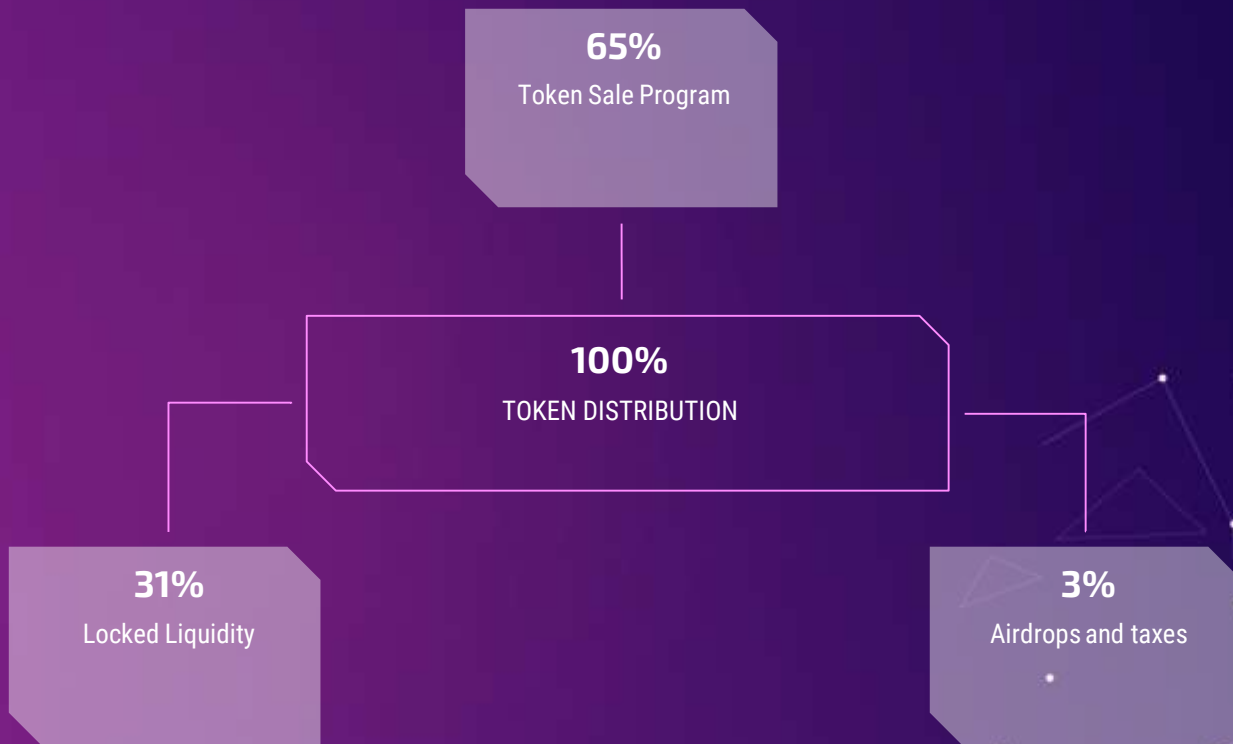 65%
Token Sale Program
100%
TOKEN DISTRIBUTION
31%
Locked Liquidity
3%
Airdrops and taxes